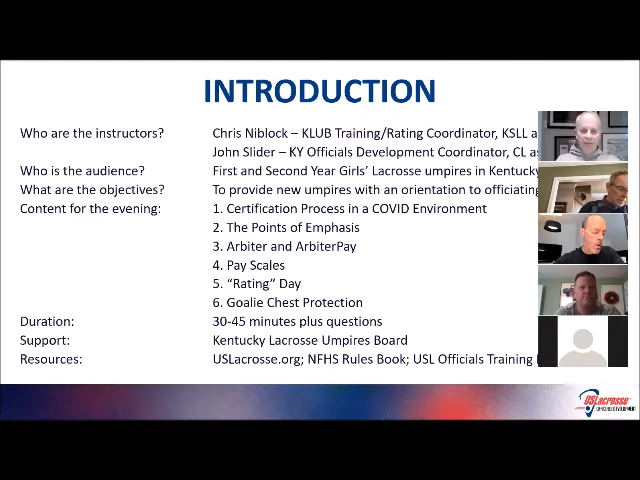 INTRODUCTION
Who are the instructors? Chris Niblock – KLUB Training/Rating Coordinator, KSLL a
John Slider – KY Officials Development Coordinator, CL as
Who is the audience? First and Second Year Girls' Lacrosse umpires in Kentucky
What are the objectives? To provide new umpires with an orientation to officiating
Content for the evening: 1. Certification Process in a COVID Environment
2. The Points of Emphasis
3. Arbiter and ArbiterPay
4. Pay Scales
5. “Rating” Day
6. Goalie Chest Protection
Duration: 30-45 minutes plus questions
Support: Kentucky Lacrosse Umpires Board
Resources: USLacrosse.org; NFHS Rules Book; USL Officials Training
USLacrosse
OFFICIALS DEVELOPMENT